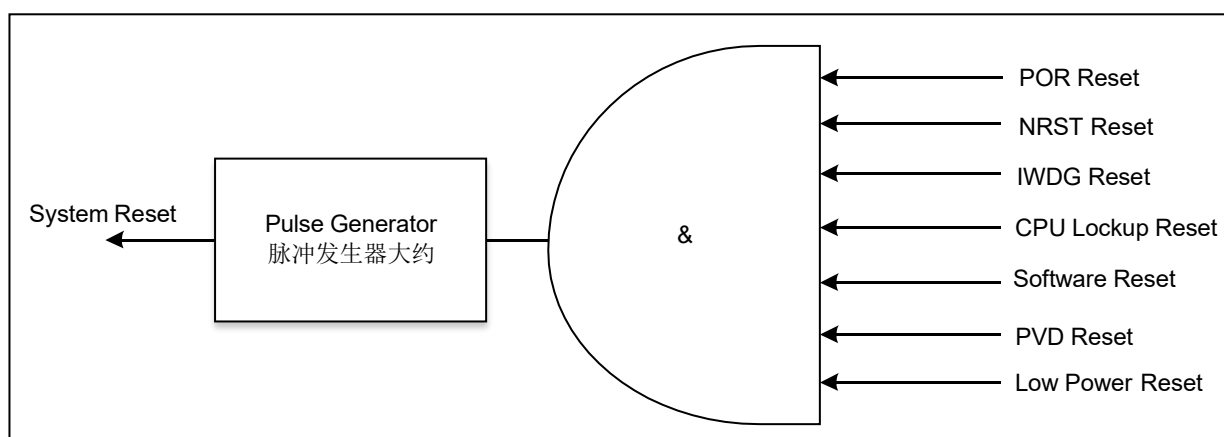 POR Reset
NRST Reset
IWDG Reset
System Reset
Pulse Generator
脉冲发生器大约
&
CPU Lockup Reset
Software Reset
PVD Reset
Low Power Reset